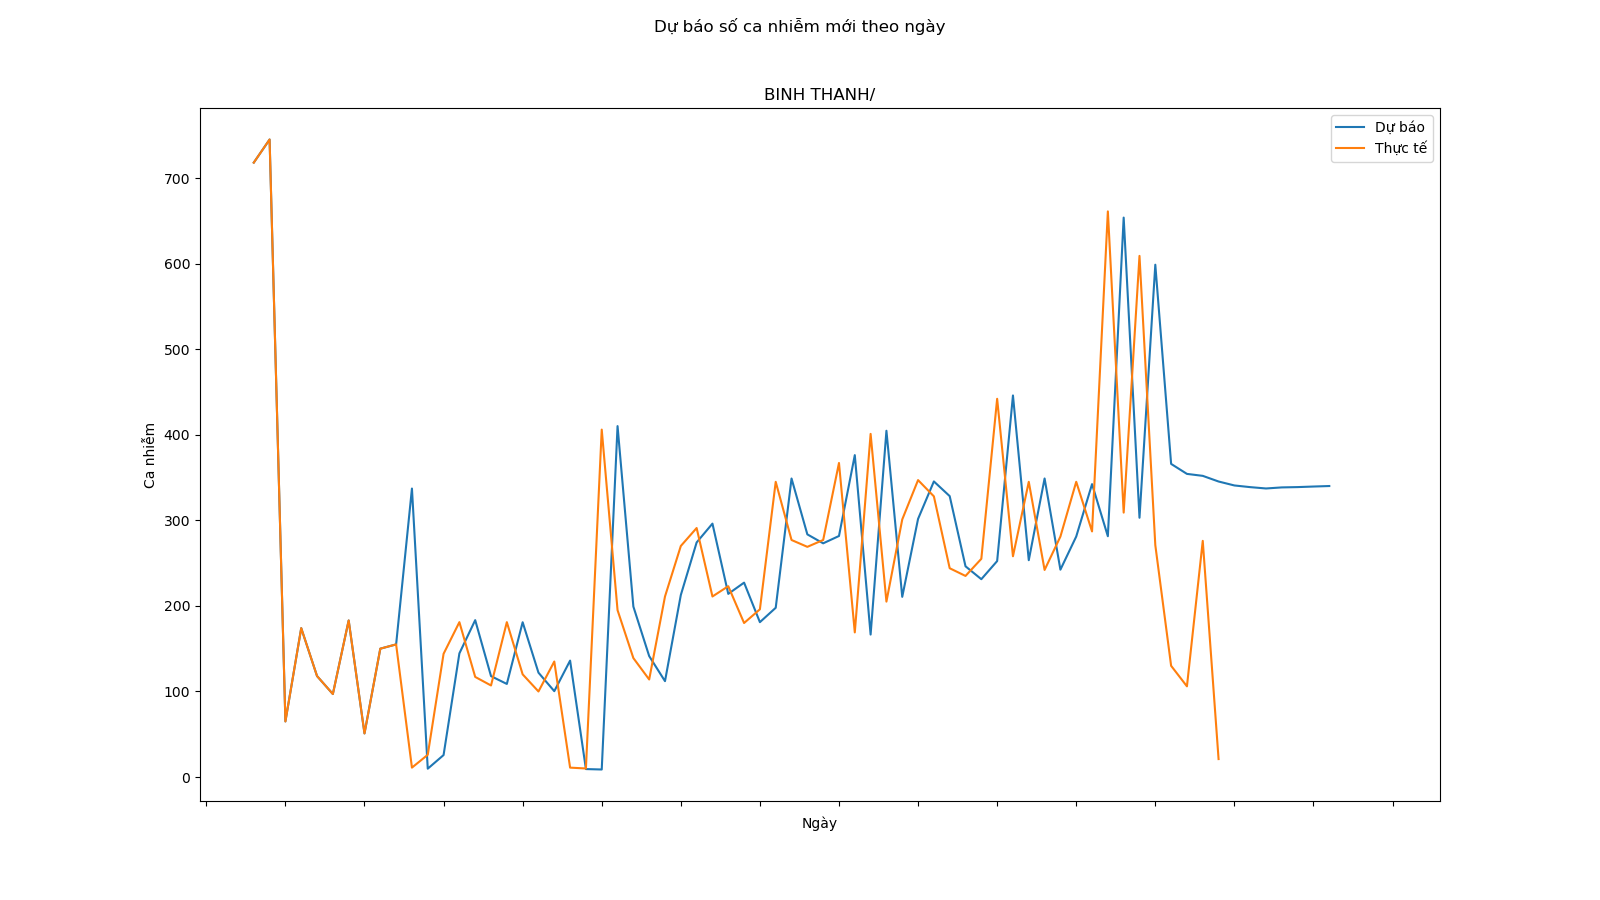 Dự báo số ca nhiễm mới theo ngày
BINH THANH/
Dự báo
Thực tế
700
600
500
400
300
200
100
0
Ca nhiễm
Ngày